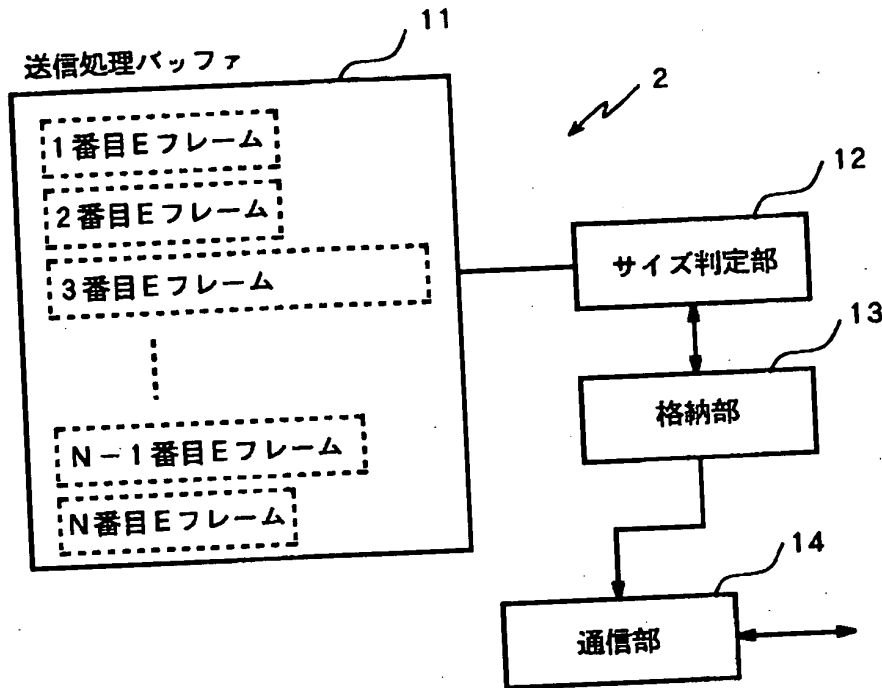 11
送信処理バッファ
2
1番目Eフレーム
2番目Eフレーム
3番目Eフレーム
N-1番目Eフレーム
N番目Eフレーム
12
サイズ判定部
13
格納部
14
通信部